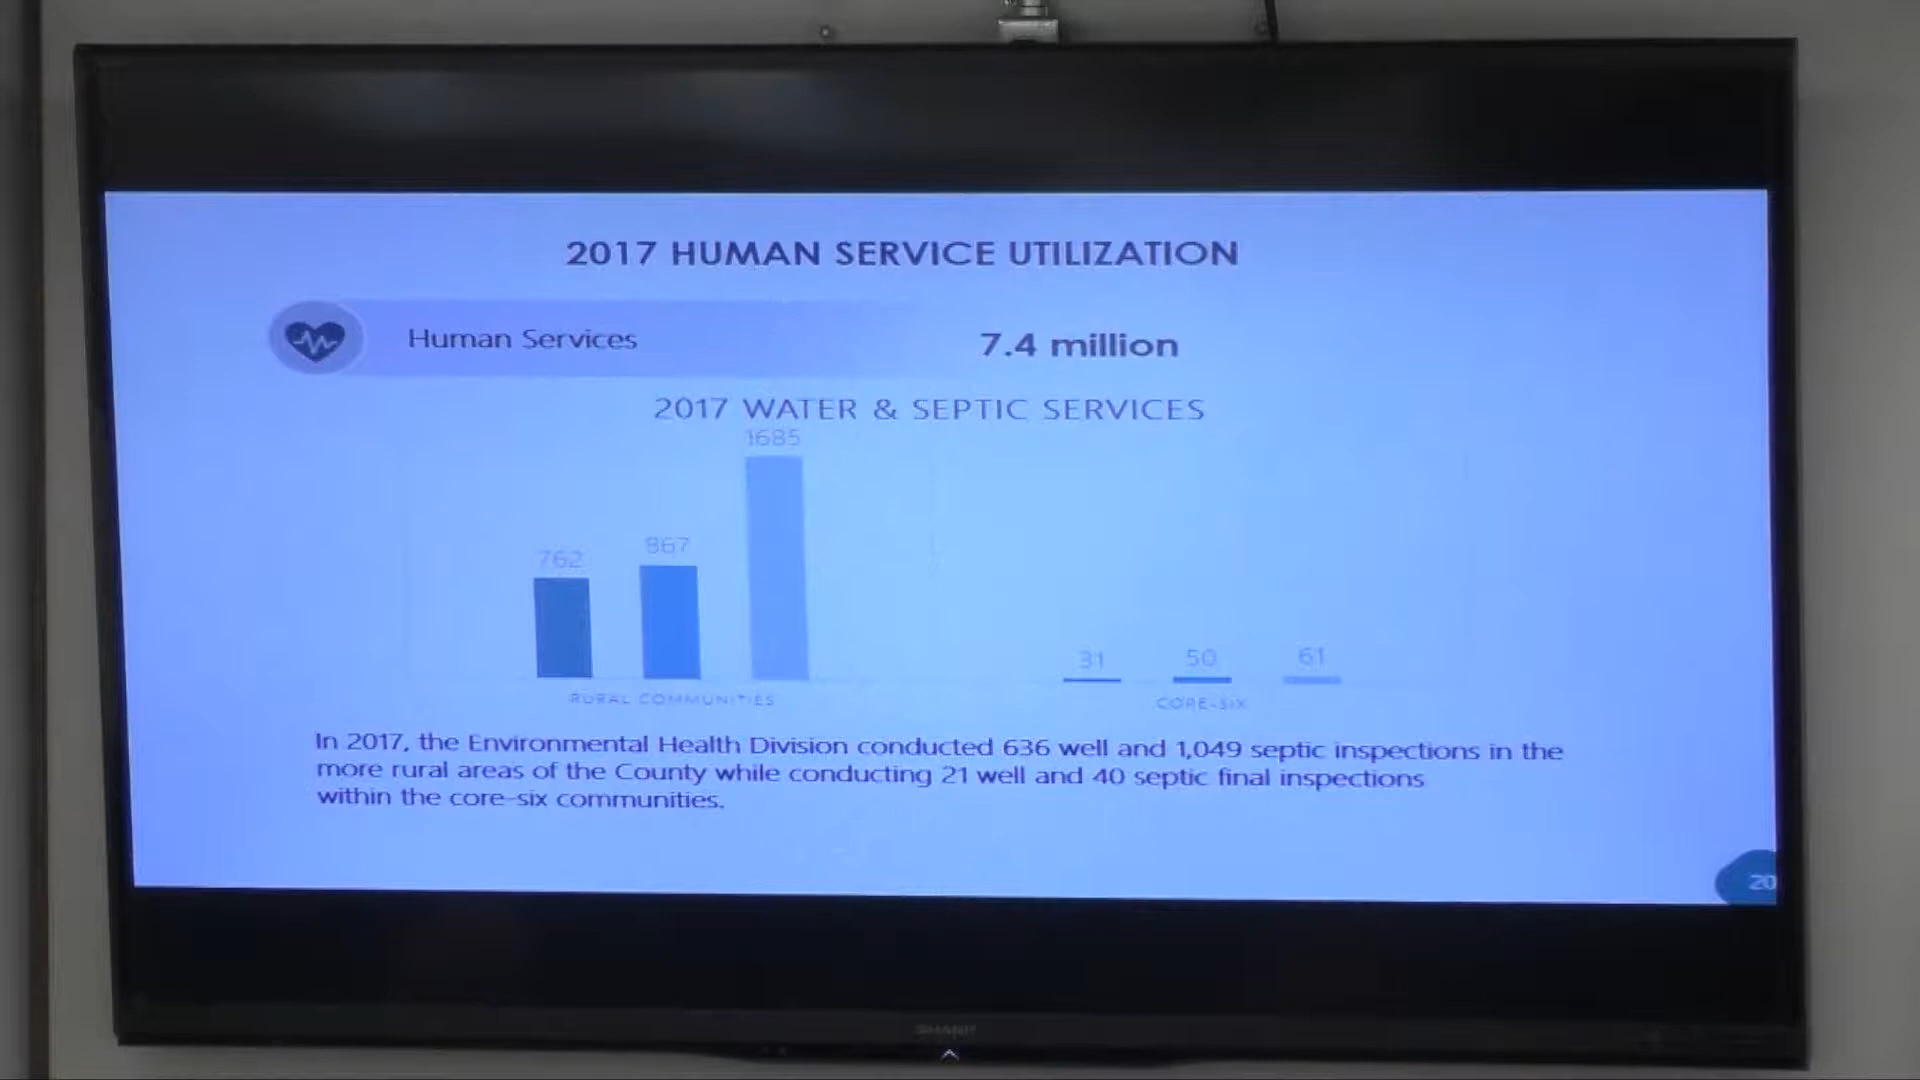 2017 HUMAN SERVICE UTILIZATION
Human Services
7.4 million
2017 WATER & SEPTIC SERVICES
1685
762
867
31
50
61
RURAL COMMUNITIES
CORE-SIX
In 2017, the Environmental Health Division conducted 636 well and 1,049 septic inspections in the
more rural areas of the County while conducting 21 well and 40 septic final inspections
within the core-six communities.
20
SHARP